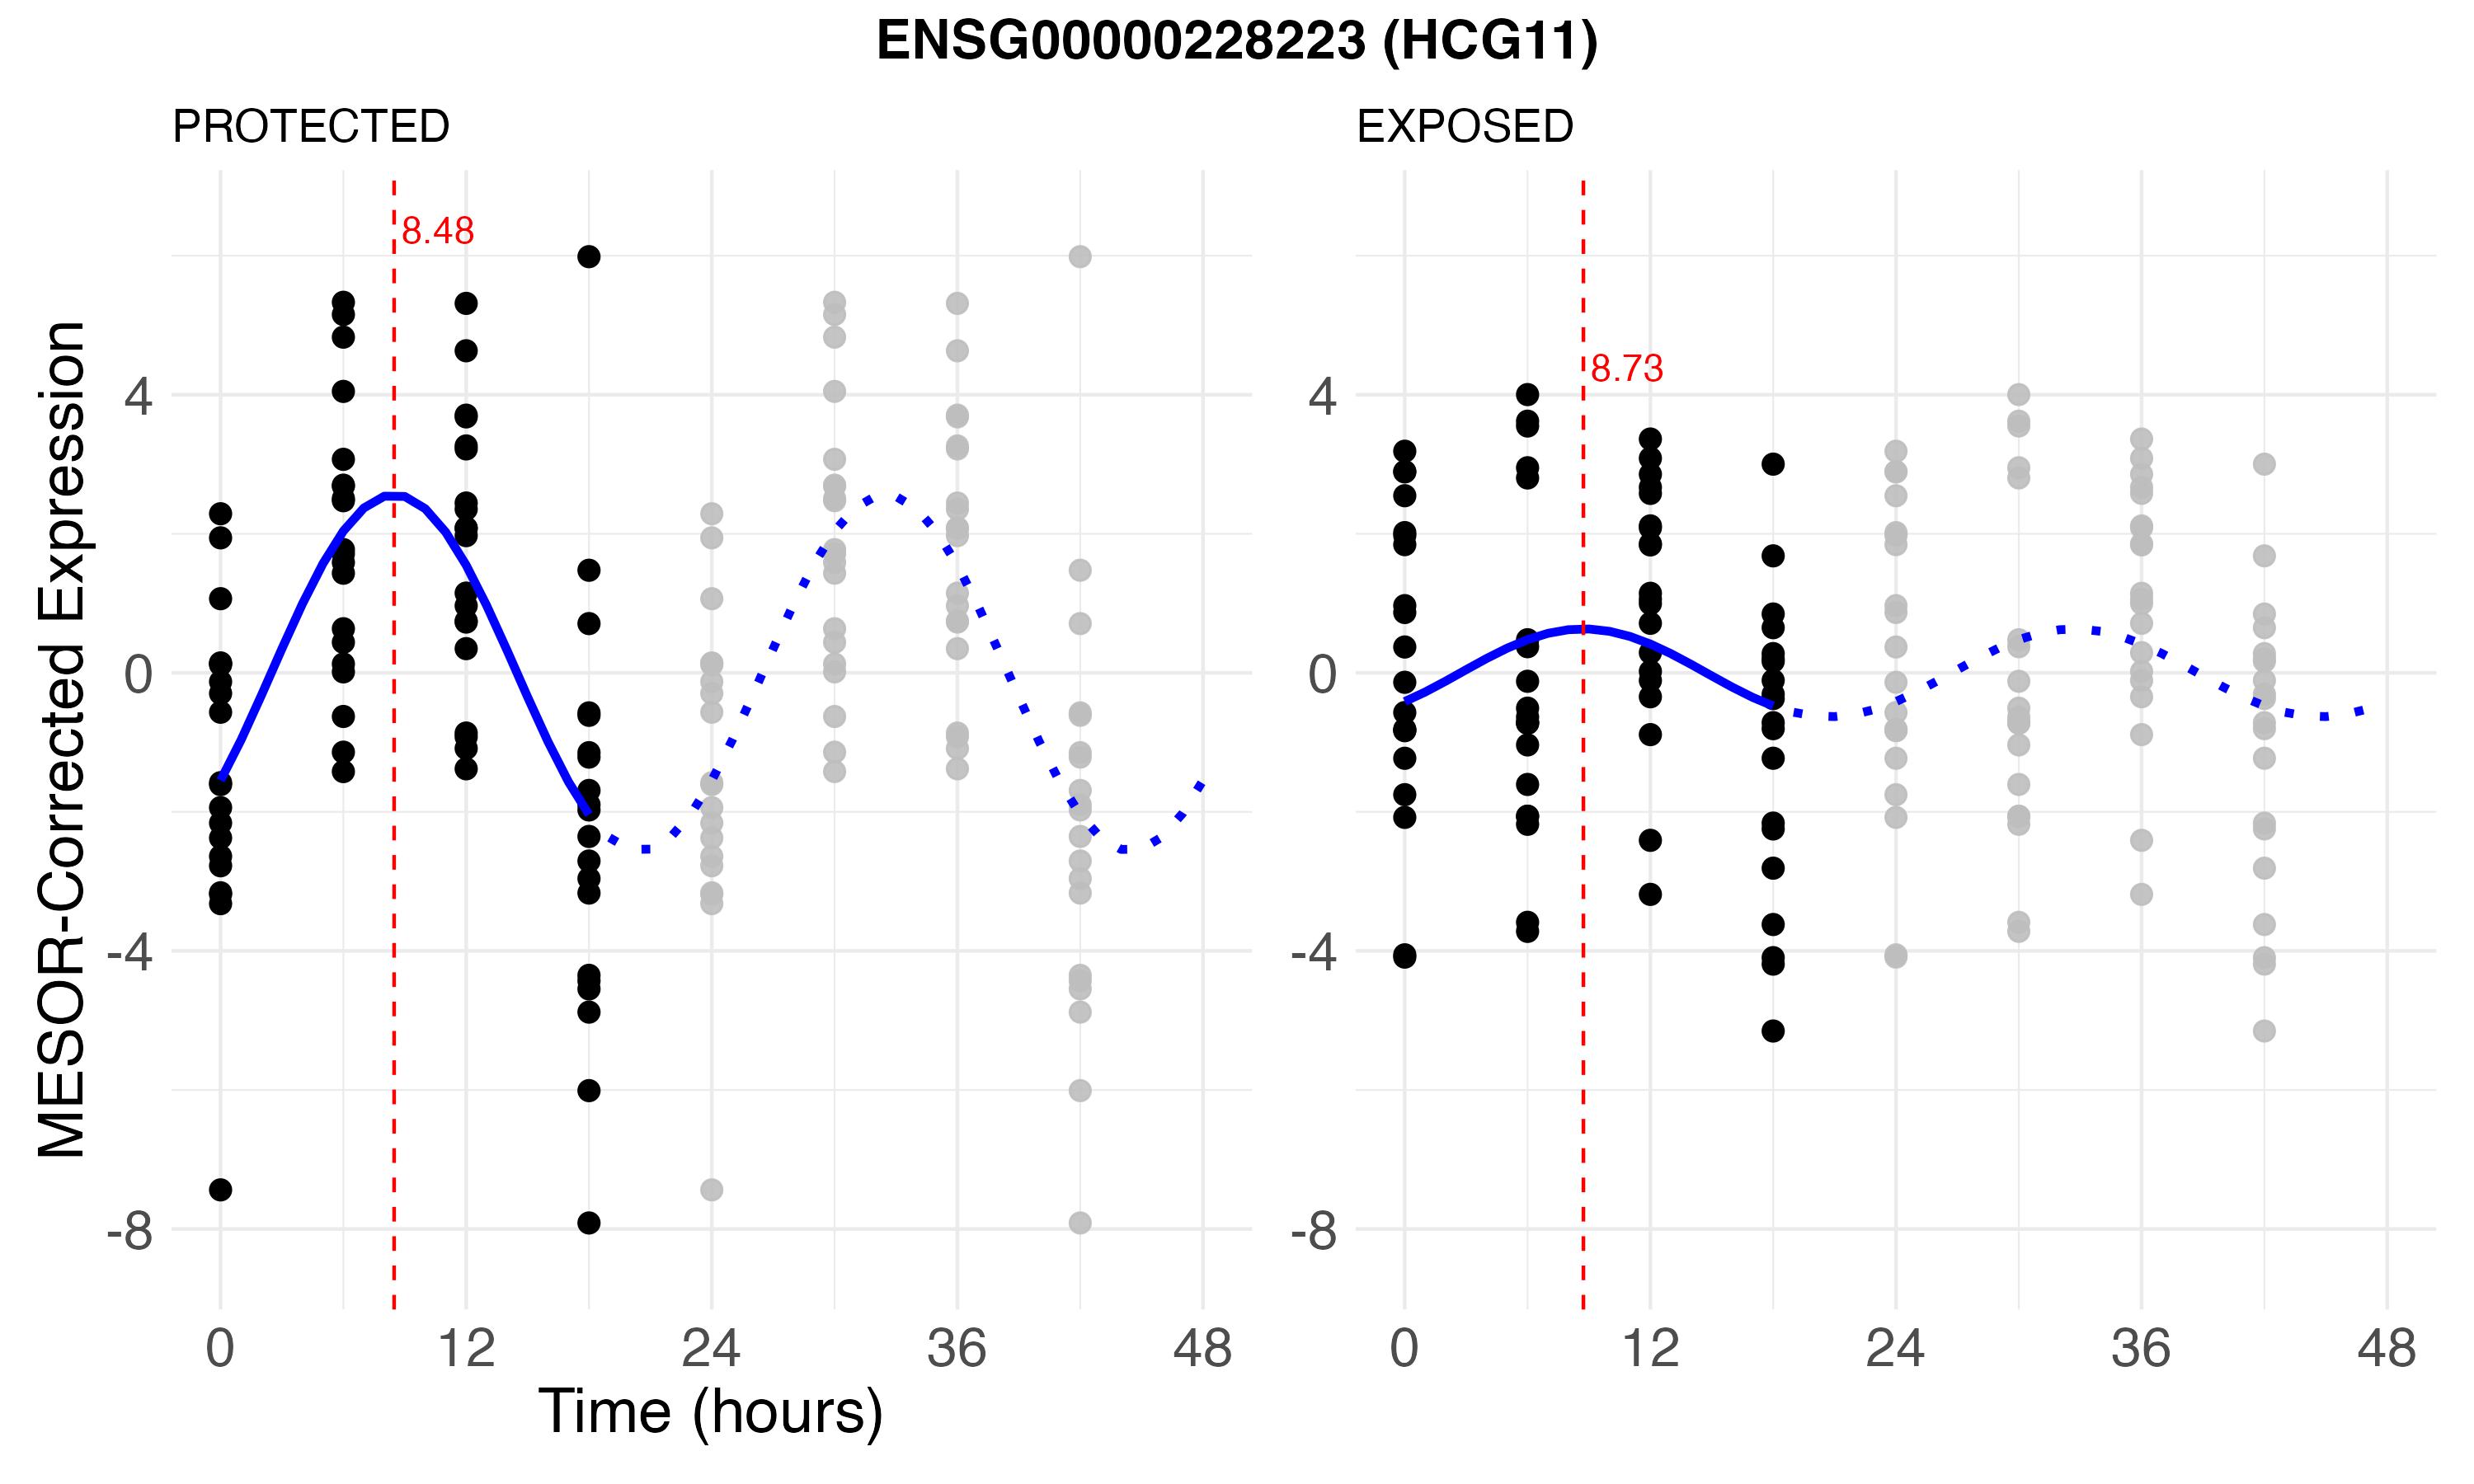 ENSG00000228223 (HCG11)
PROTECTED
EXPOSED
MESOR-Corrected Expression
8.48
8.73
4
0
-4
-8
4
0
-4
-8
0 12 24 36 48
0 12 24 36 48
Time (hours)